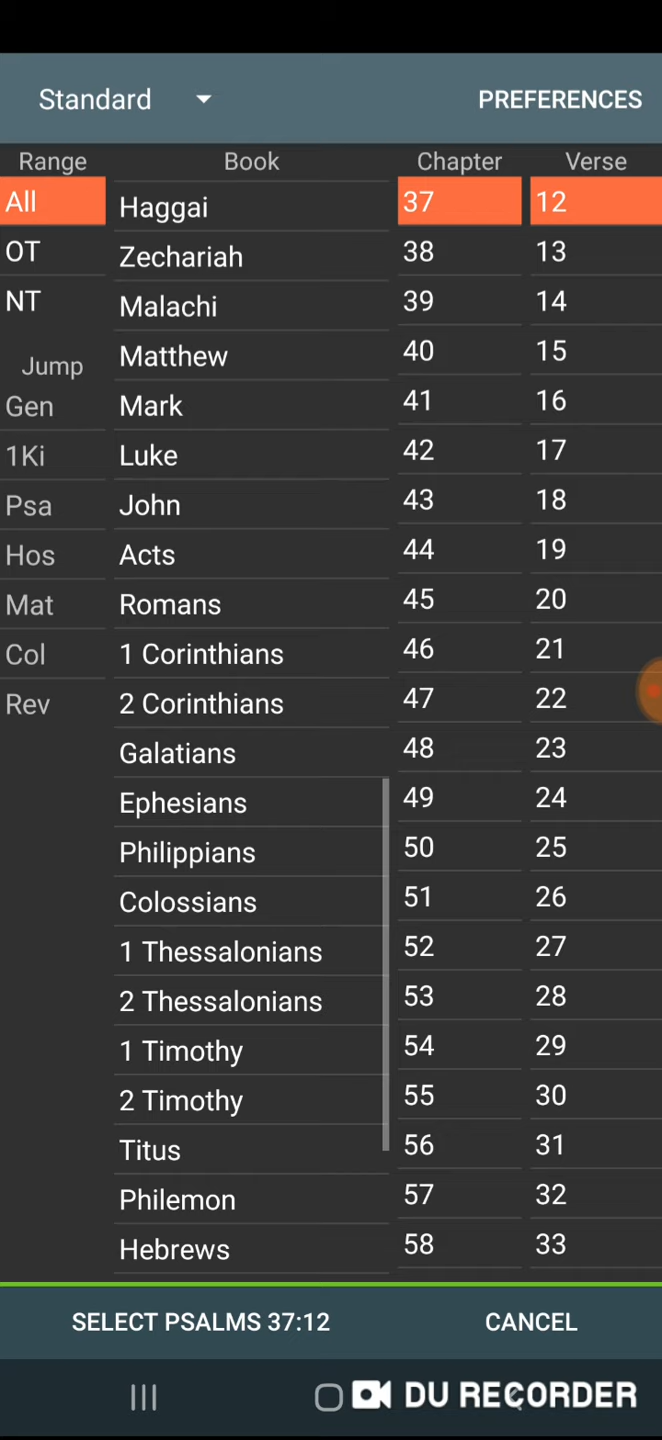 Standard PREFERENCES
Range Book Chapter Verse
All Haggai 37 12
OT Zechariah 38 13
NT Malachi 39 14
Jump Matthew 40 15
Gen Mark 41 16
1Ki Luke 42 17
Psa John 43 18
Hos Acts 44 19
Mat Romans 45 20
Col 1 Corinthians 46 21
Rev 2 Corinthians 47 22
Galatians 48 23
Ephesians 49 24
Philippians 50 25
Colossians 51 26
1 Thessalonians 52 27
2 Thessalonians 53 28
1 Timothy 54 29
2 Timothy 55 30
Titus 56 31
Philemon 57 32
Hebrews 58 33
SELECT PSALMS 37:12 CANCEL
DU RECORDER